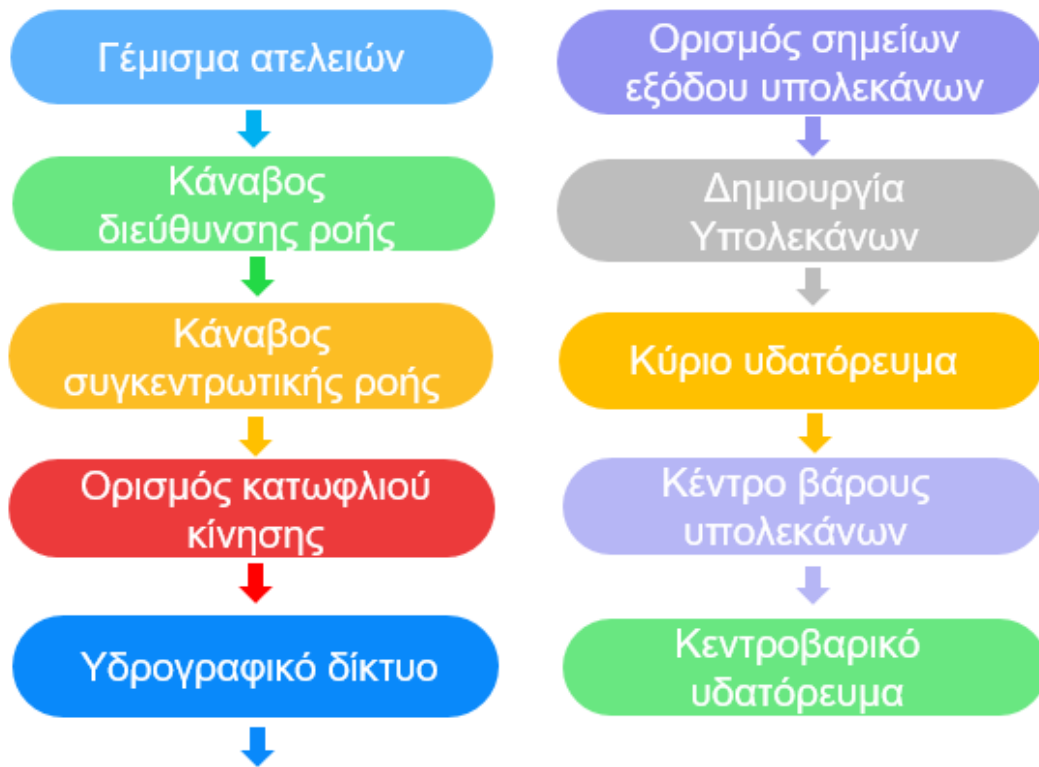 Γέμισμα ατελειών
Κάναβος
διεύθυνσης ροής
Κάναβος
συγκεντρωτικής ροής
Ορισμός κατωφλιού
κίνησης
Υδρογραφικό δίκτυο
Ορισμός σημείων
εξόδου υπολεκάνων
Δημιουργία
Υπολεκάνων
Κύριο υδατόρευμα
Κέντρο βάρους
υπολεκάνων
Κεντροβαρικό
υδατόρευμα